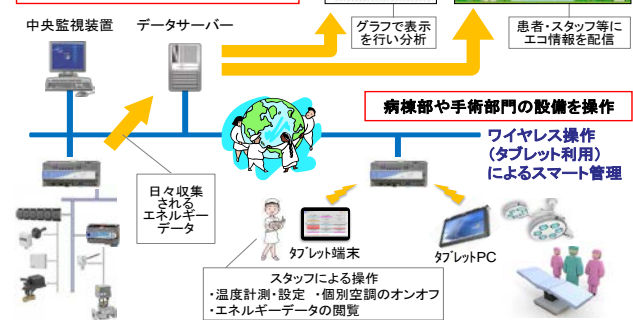 中央監視装置
データサーバー
グラフで表示
を行い分析
患者・スタッフ等に
エコ情報を配信
病棟部や手術部門の設備を操作
ワイヤレス操作
（タブレット利用）
によるスマート管理
日々収集
される
エネルギー
データ
タブレット端末
タブレットPC
スタッフによる操作
・温度計測・設定 ・個別空調のオンオフ
・エネルギーデータの閲覧